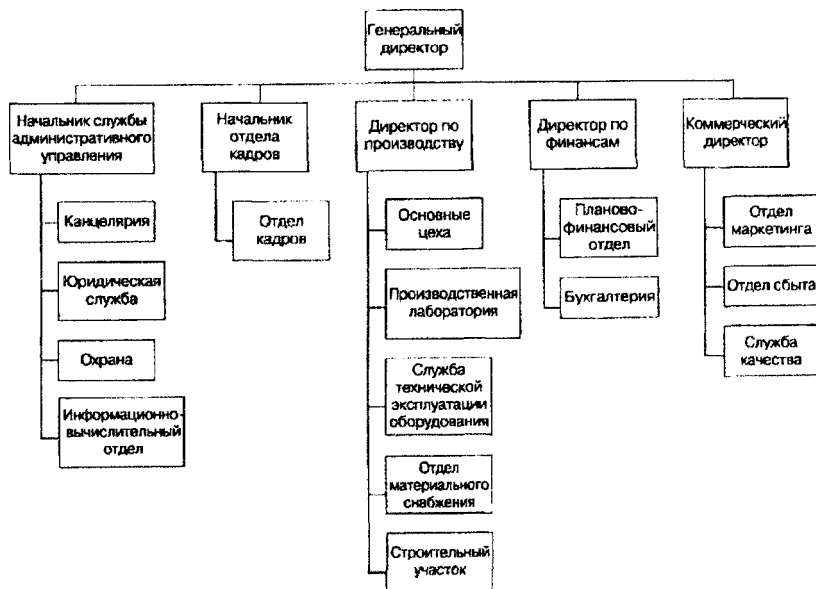 Генеральный
директор
Начальник службы
административного
управления
Начальник
отдела
кадров
Директор по
производству
Директор по
финансам
Коммерческий
директор
Канцелярия
Юридическая
служба
Охрана
Информационно-
вычислительный
отдел
Отдел
кадров
Основные
цеха
Производственная
лаборатория
Служба
технической
эксплуатации
оборудования
Отдел
материального
снабжения
Строительный
участок
Планово-
финансовый
отдел
Бухгалтерия
Отдел
маркетинга
Отдел сбыта
Служба
качества